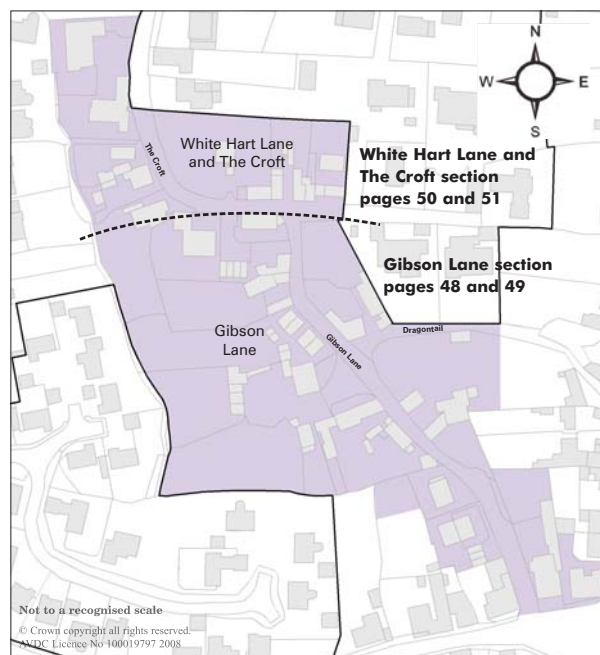 N
W
E
S
White Hart Lane
and The Croft
The Croft
White Hart Lane and
The Croft section
pages 50 and 51
Gibson Lane section
pages 48 and 49
Dragontail
Gibson Lane
Gibson
Lane
Not to a recognised scale
© Crown copyright all rights reserved.
AVDC Licence No 100019797 2008